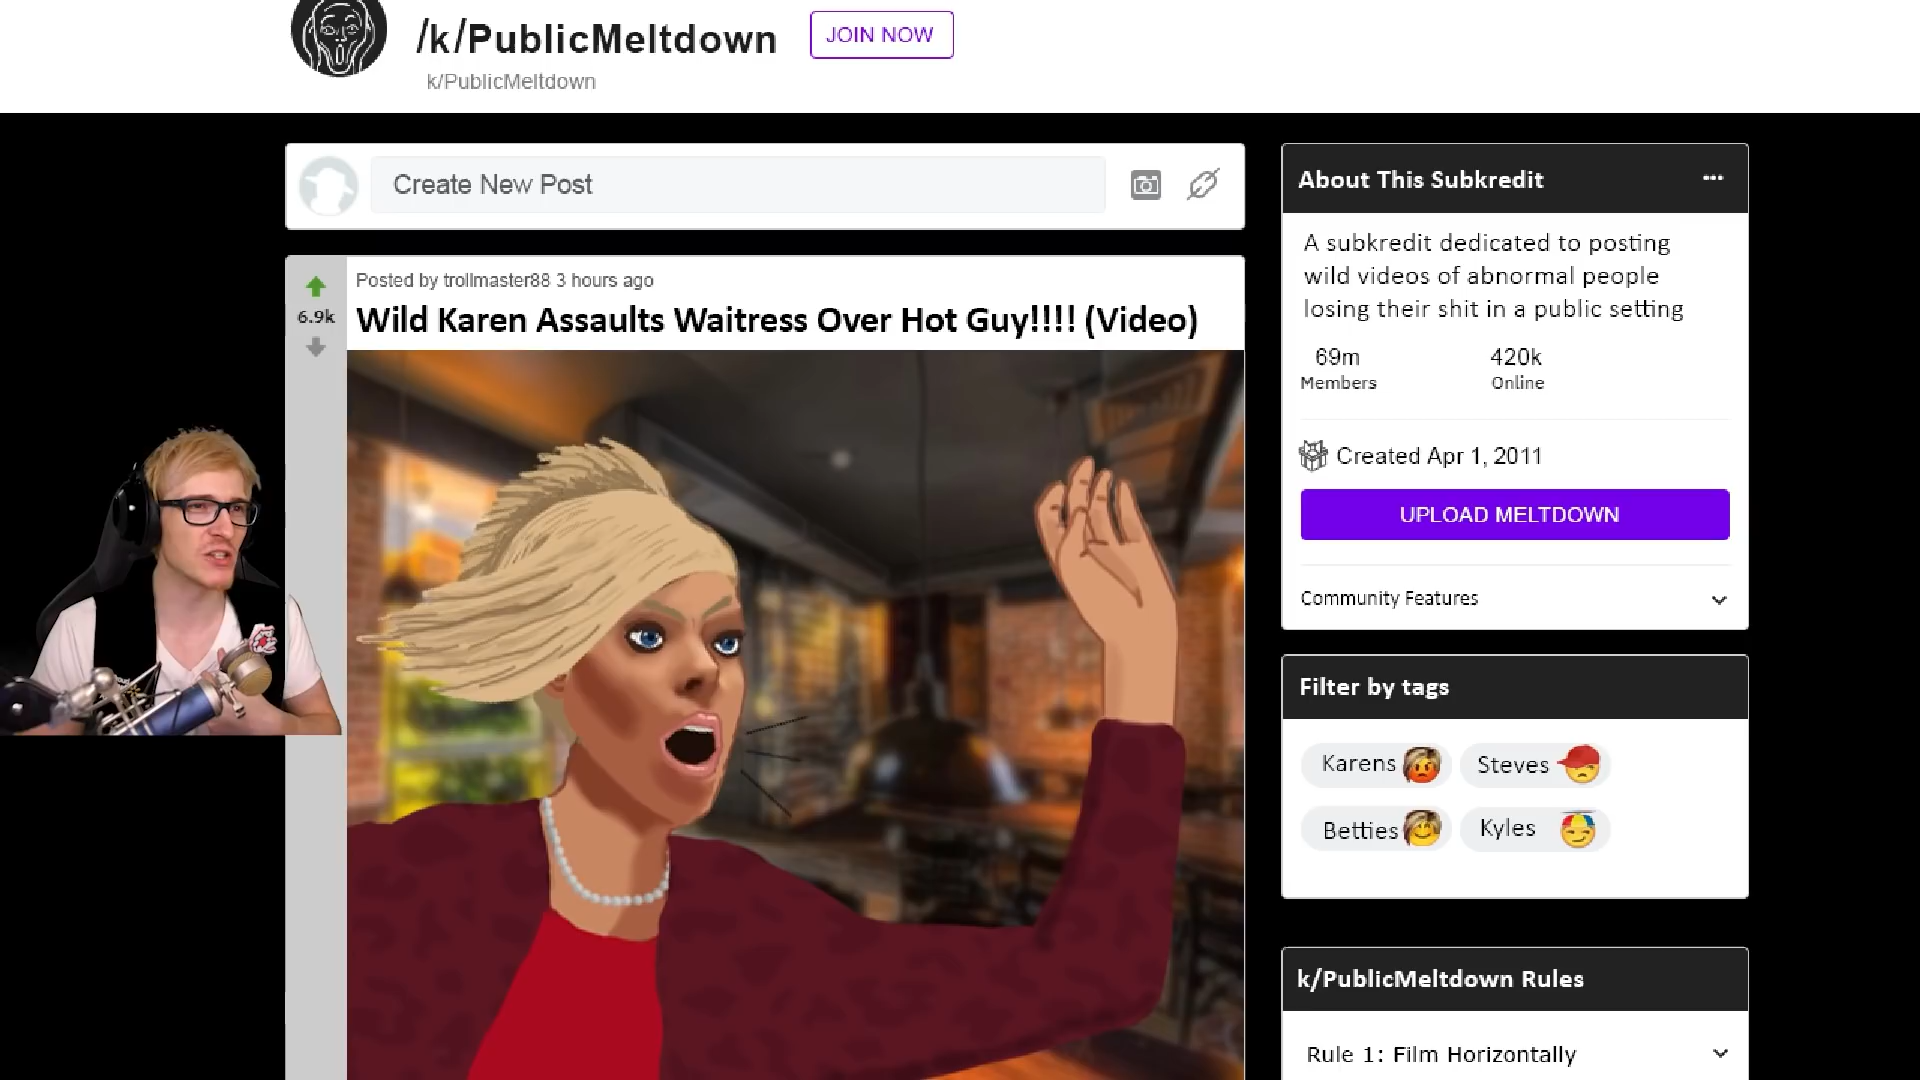 /k/PublicMeltdown
JOIN NOW
k/PublicMeltdown
Create New Post
Posted by trollmaster88 3 hours ago
6.9k
Wild Karen Assaults Waitress Over Hot Guy!!!! (Video)
About This Subkredit
A subkredit dedicated to posting
wild videos of abnormal people
losing their shit in a public setting
69m
420k
Members
Online
Created Apr 1, 2011
UPLOAD MELTDOWN
Community Features
Filter by tags
Karens
Steves
Betties
Kyles
k/PublicMeltdown Rules
Rule 1: Film Horizontally